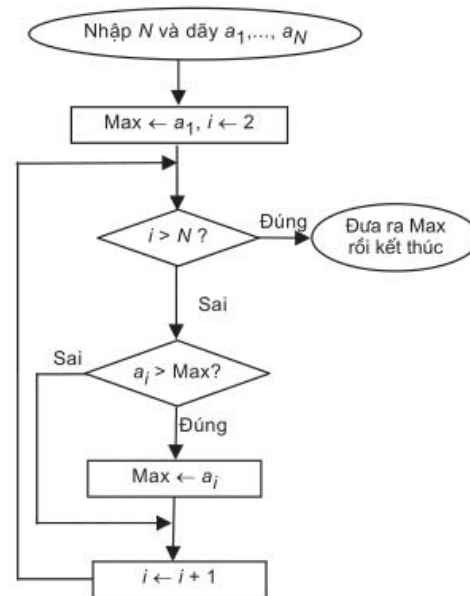 Nhập N và dãy a₁,..., a_N
Max ← a₁, i ← 2
i > N ?
Đúng
Đưa ra Max
rồi kết thúc
Sai
Sai
aᵢ > Max?
Đúng
Max ← aᵢ
i ← i + 1